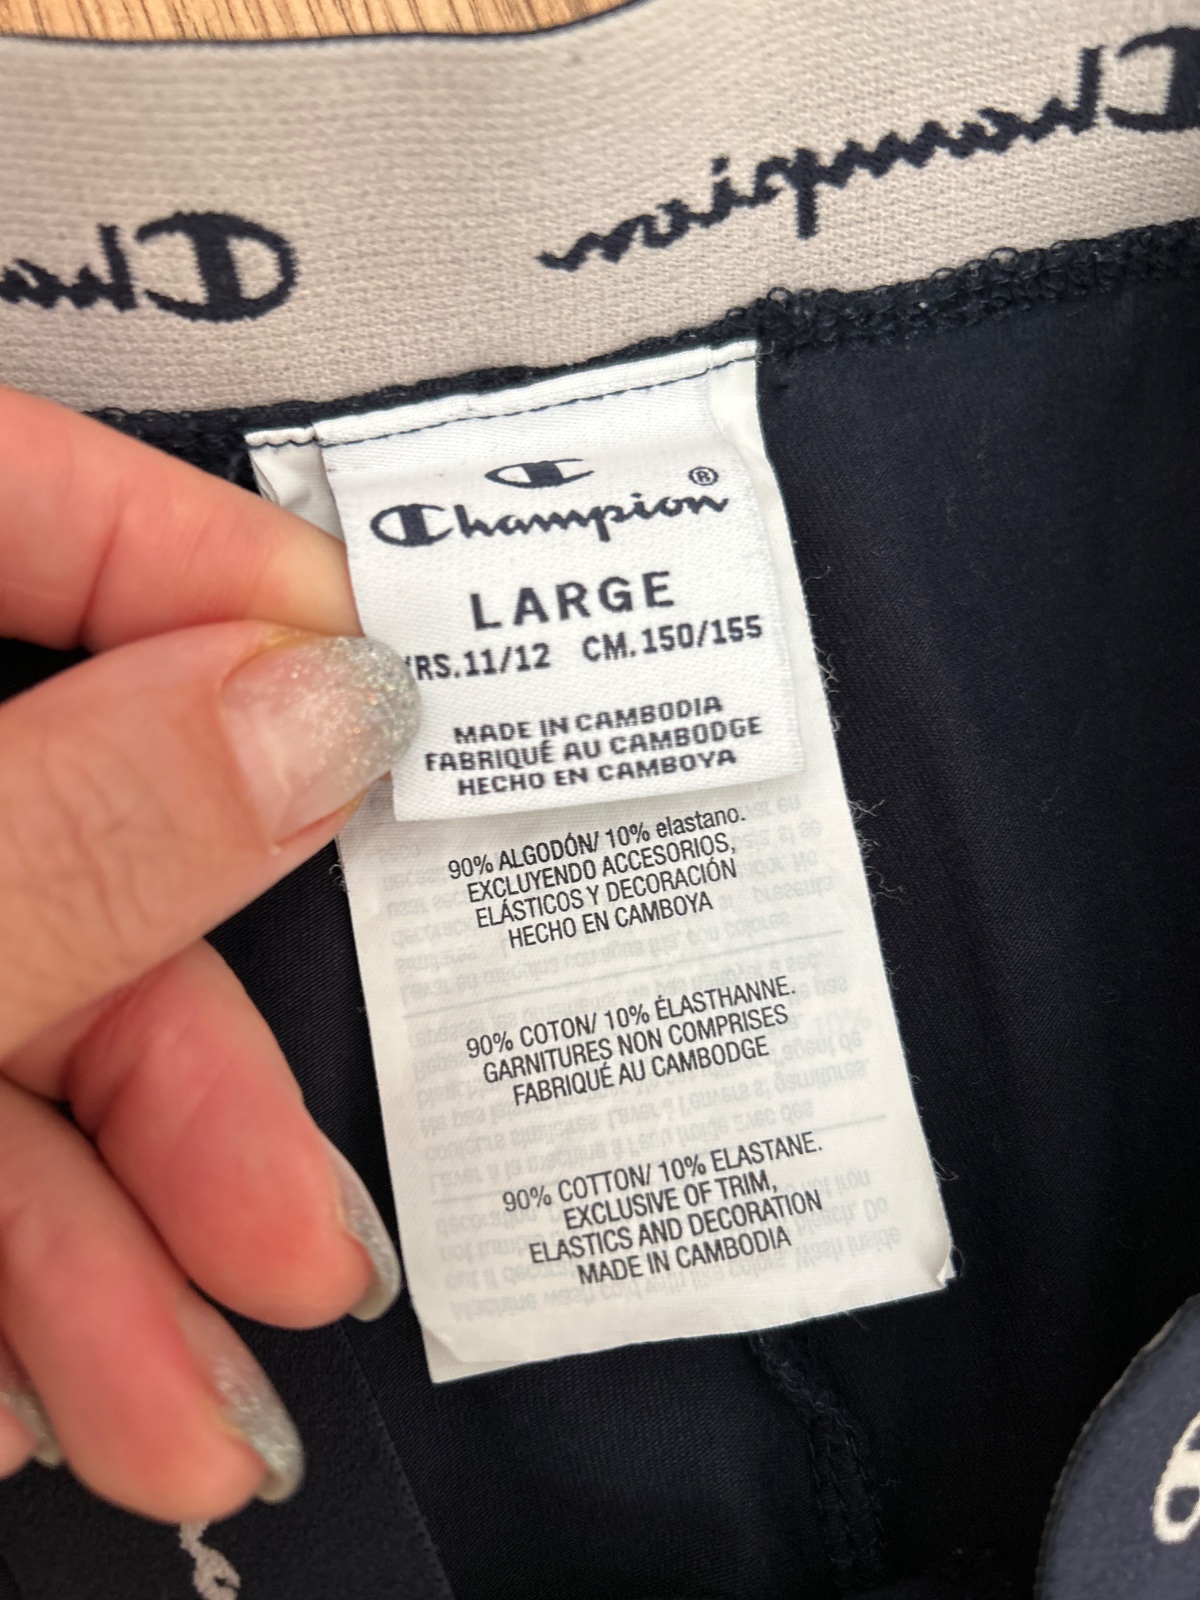 Champion
Champion®
LARGE
RS.11/12 CM.150/155
MADE IN CAMBODIA
FABRIQUÉ AU CAMBODGE
HECHO EN CAMBOYA
90% ALGODÓN/ 10% elastano.
EXCLUYENDO ACCESORIOS,
ELÁSTICOS Y DECORACIÓN
HECHO EN CAMBOYA
90% COTON/ 10% ÉLASTHANNE.
GARNITURES NON COMPRISES
FABRIQUÉ AU CAMBODGE
90% COTTON/ 10% ELASTANE.
EXCLUSIVE OF TRIM,
ELASTICS AND DECORATION
MADE IN CAMBODIA